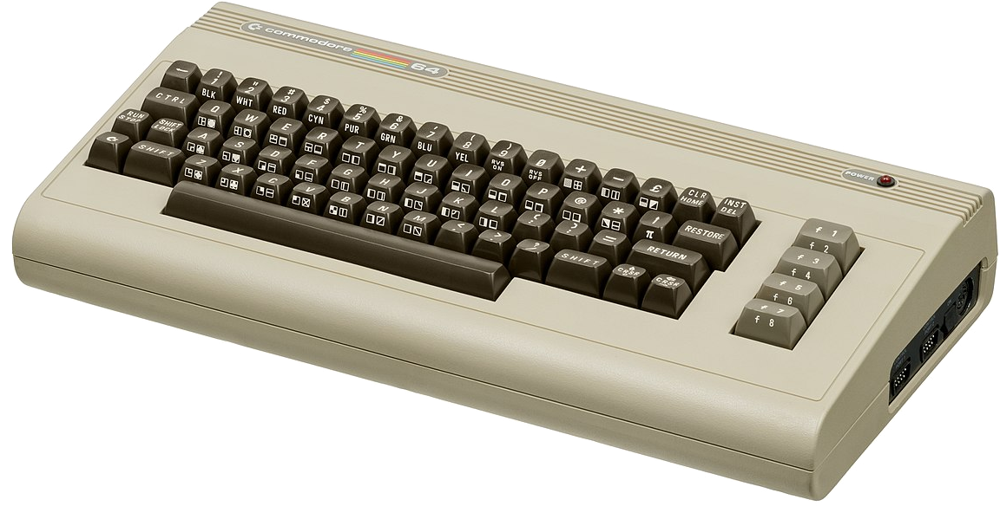 commodore 64
POWER
← ! 1 BLK " 2 WHT # 3 RED $ 4 CYN % 5 PUR & 6 GRN ' 7 BLU ( 8 YEL ) 9 RVS ON 0 RVS OFF + - £ CLR HOME INST DEL
CTRL Q W E R T Y U I O P @ * ↑ π RESTORE
RUN STOP SHIFT LOCK A S D F G H J K L [ ] = RETURN
SHIFT Z X C V B N M < > SHIFT CRSR CRSR
f 1
f 2
f 3
f 4
f 5
f 6
f 7
f 8